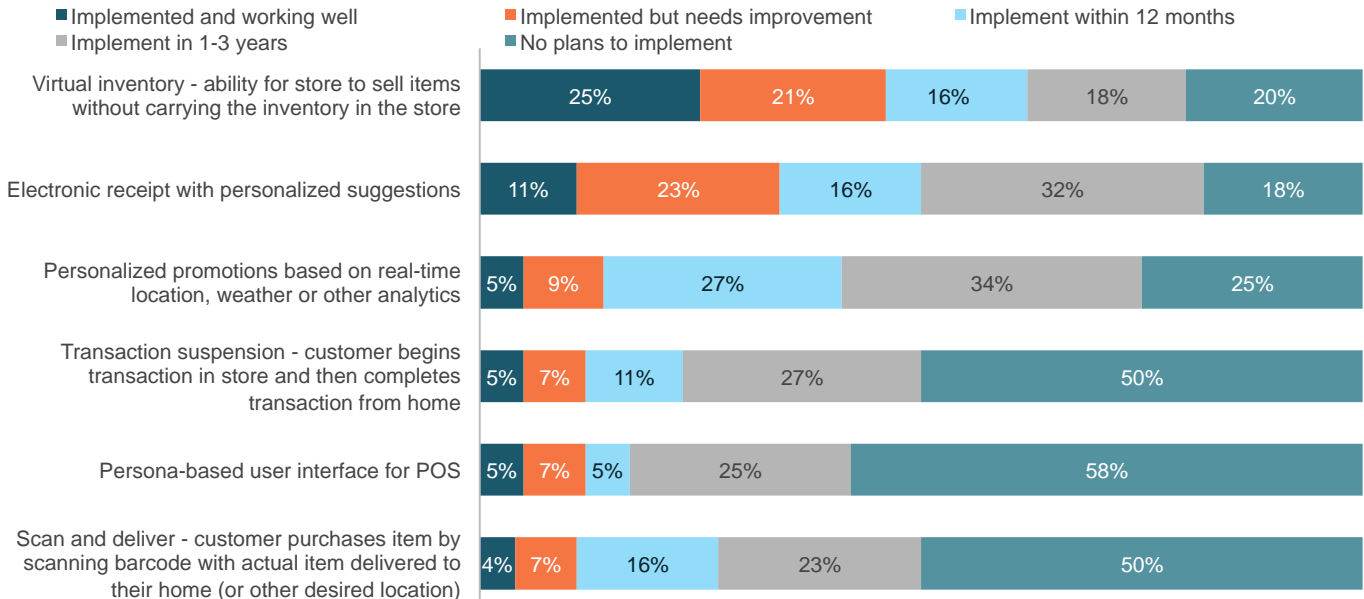 Implemented and working well
Implemented but needs improvement
Implement within 12 months
Implement in 1-3 years
No plans to implement
Virtual inventory - ability for store to sell items
without carrying the inventory in the store
25%
21%
16%
18%
20%
Electronic receipt with personalized suggestions
11%
23%
16%
32%
18%
Personalized promotions based on real-time
location, weather or other analytics
5%
9%
27%
34%
25%
Transaction suspension - customer begins
transaction in store and then completes
transaction from home
5%
7%
11%
27%
50%
Persona-based user interface for POS
5%
7%
5%
25%
58%
Scan and deliver - customer purchases item by
scanning barcode with actual item delivered to
their home (or other desired location)
4%
7%
16%
23%
50%